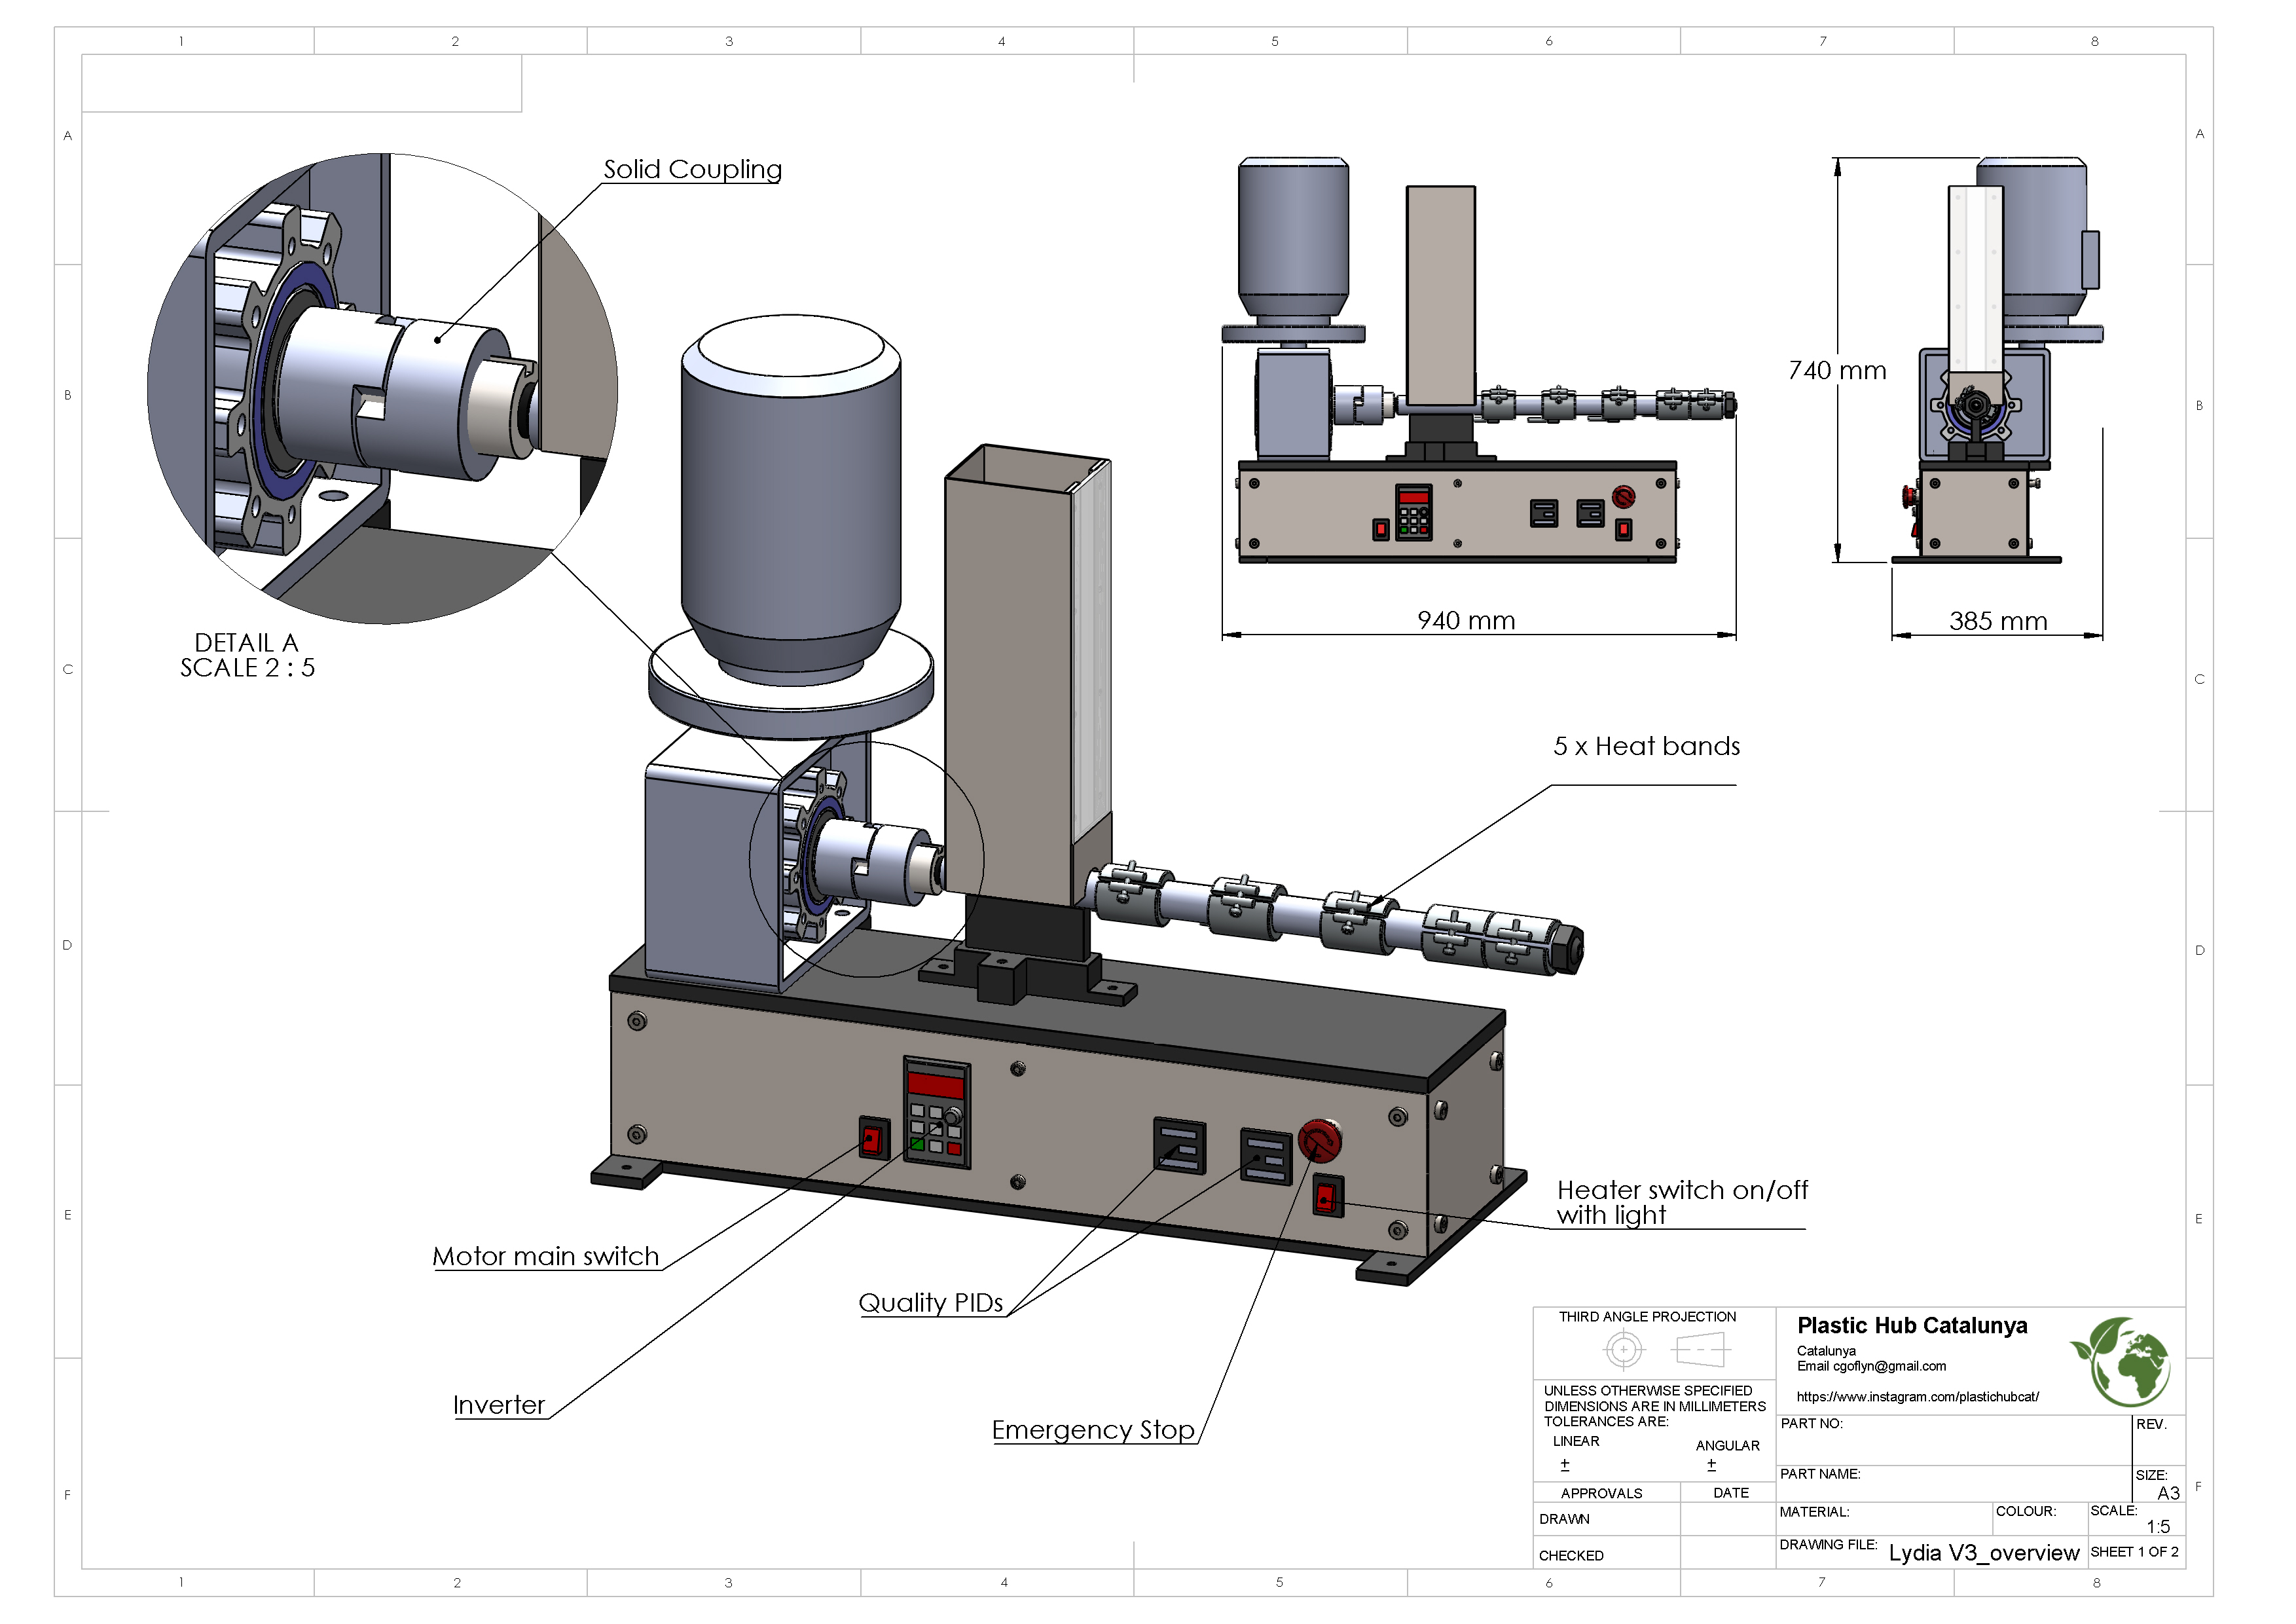 1 2 3 4 5 6 7 8
A A
Solid Coupling
740 mm
B B
940 mm
385 mm
DETAIL A
SCALE 2 : 5
C C
5 x Heat bands
D D
Heater switch on/off
with light
E E
Motor main switch
Quality PIDs
Inverter
Emergency Stop
THIRD ANGLE PROJECTION
UNLESS OTHERWISE SPECIFIED
DIMENSIONS ARE IN MILLIMETERS
TOLERANCES ARE:
LINEAR ANGULAR
± ±
APPROVALS DATE
DRAWN
CHECKED
Plastic Hub Catalunya
Catalunya
Email cgoflyn@gmail.com
https://www.instagram.com/plastichubcat/
PART NO: REV.
PART NAME: SIZE:
A3
MATERIAL: COLOUR: SCALE:
1:5
DRAWING FILE: Lydia V3_overview SHEET 1 OF 2
F F
1 2 3 4 5 6 7 8